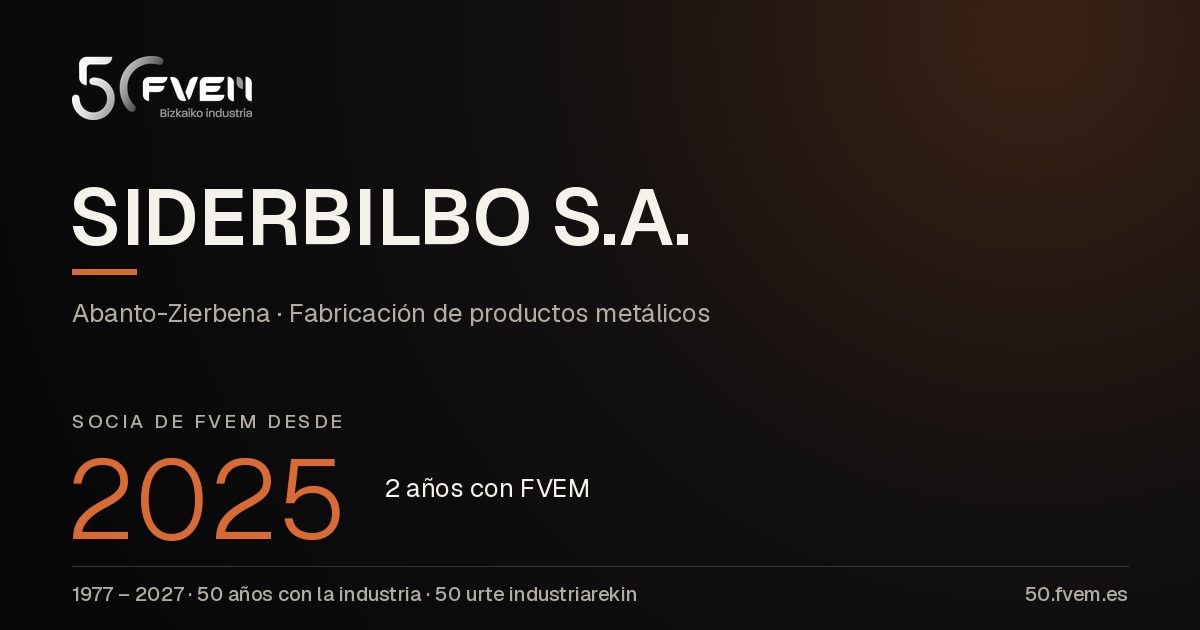 50 FVEM
Bizkaiko industria
SIDERBILBO S.A.
Abanto-Zierbena · Fabricación de productos metálicos
SOCIA DE FVEM DESDE
2025
2 años con FVEM
1977 – 2027 · 50 años con la industria · 50 urte industriarekin
50.fvem.es